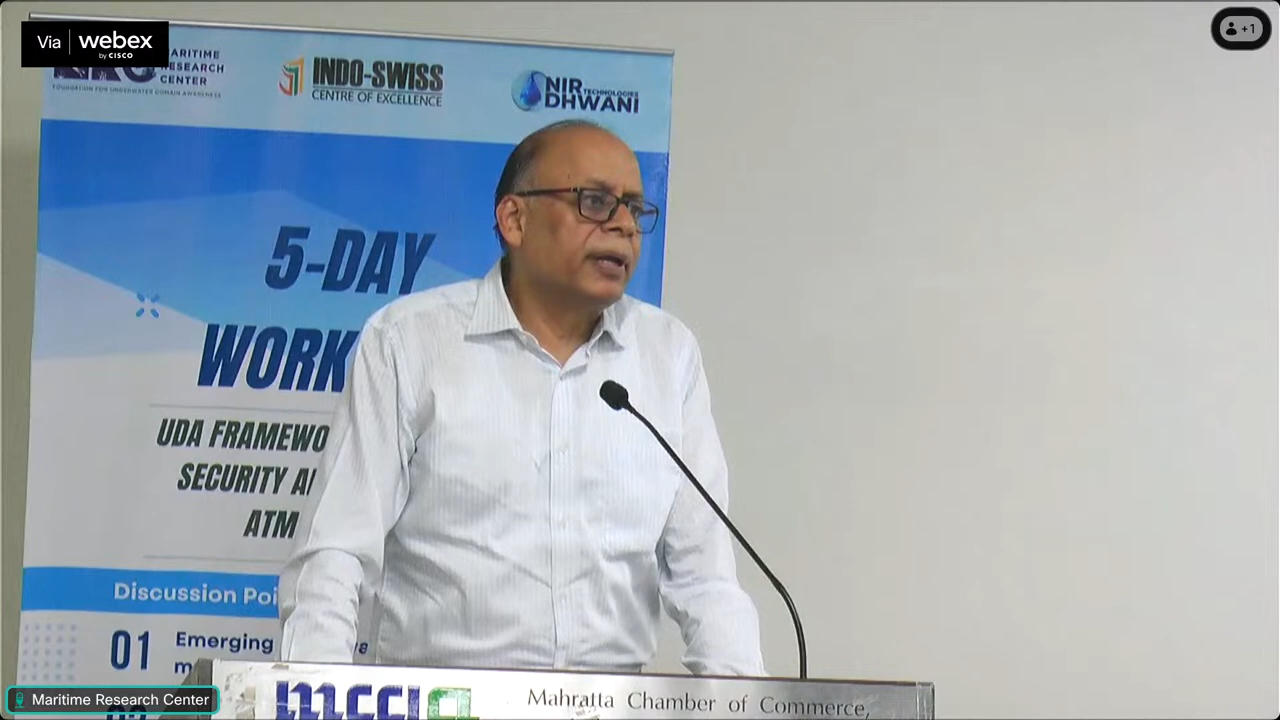 Via webex
by CISCO
+1
ARITIME
RESEARCH
CENTER
FOUNDATION FOR UNDERWATER DOMAIN AWARENESS
INDO-SWISS
CENTRE OF EXCELLENCE
NIR
TECHNOLOGIES
DHWANI
5-DAY
WORK
UDA FRAMEWO
SECURITY A
ATM
Discussion Poi
01 Emerging
m
Maritime Research Center
mccia
Mahratta Chamber of Commerce,